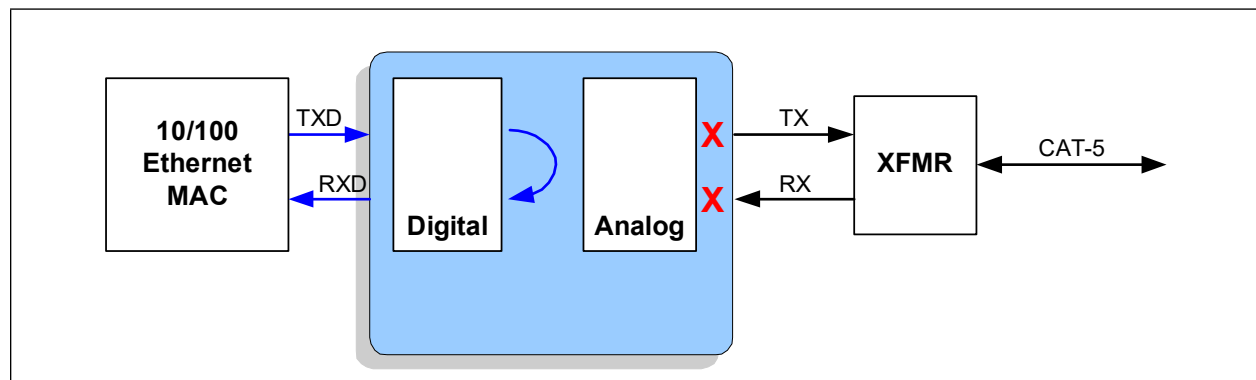 10/100
Ethernet
MAC
TXD
RXD
Digital
Analog
X
X
TX
RX
XFMR
CAT-5